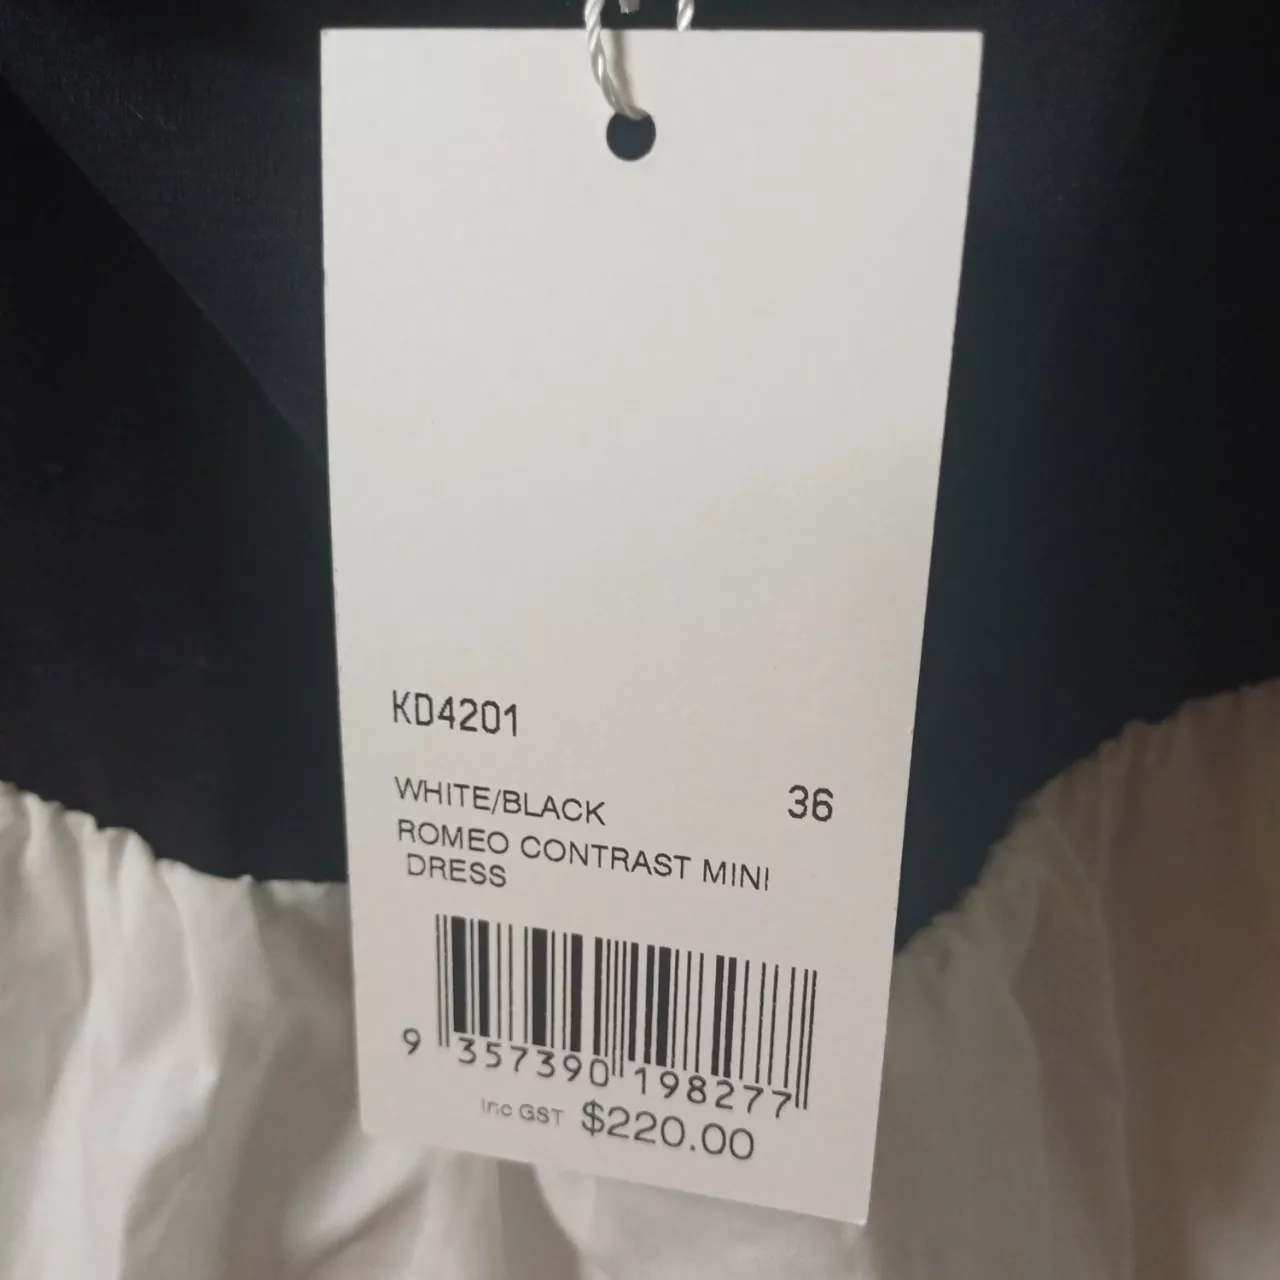 KD4201
WHITE/BLACK 36
ROMEO CONTRAST MINI
DRESS
9 357390 198277
Inc GST $220.00